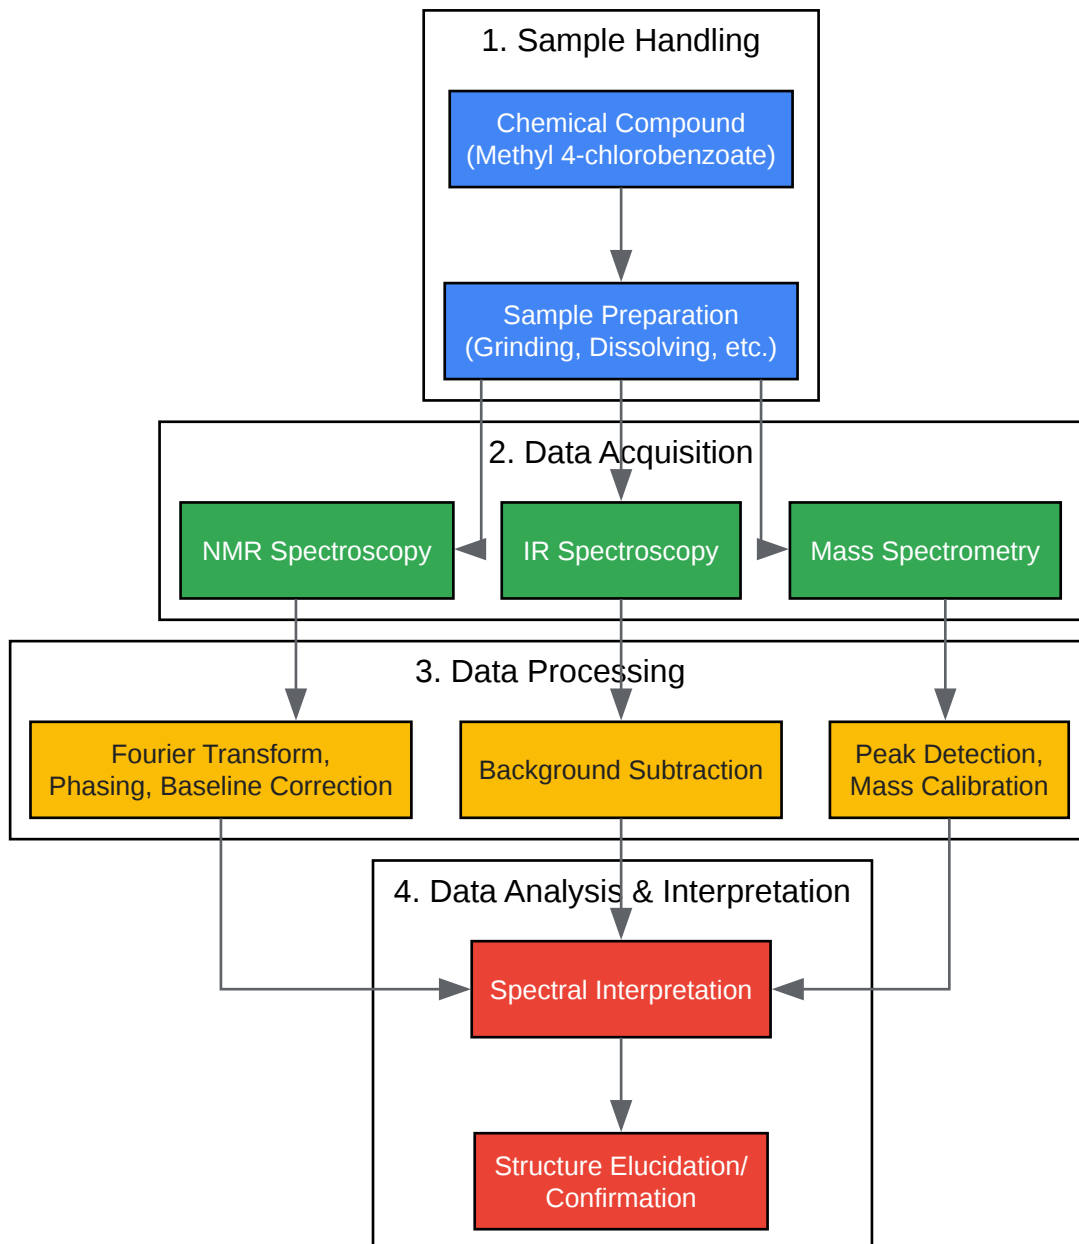 1. Sample Handling
Chemical Compound
(Methyl 4-chlorobenzoate)
Sample Preparation
(Grinding, Dissolving, etc.)
2. Data Acquisition
NMR Spectroscopy
IR Spectroscopy
Mass Spectrometry
3. Data Processing
Fourier Transform,
Phasing, Baseline Correction
Background Subtraction
Peak Detection,
Mass Calibration
4. Data Analysis & Interpretation
Spectral Interpretation
Structure Elucidation/
Confirmation